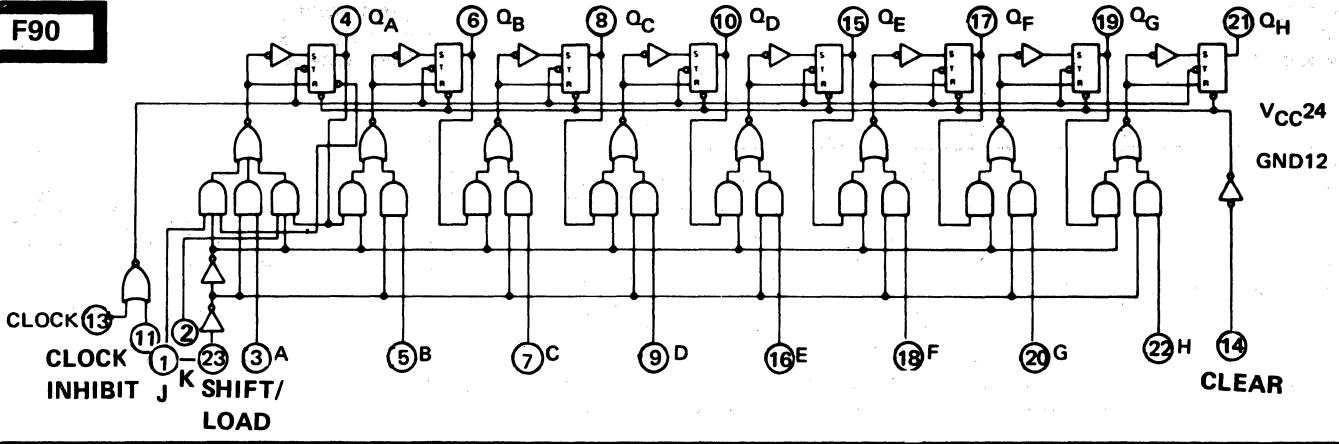 F90
4 QA 6 QB 8 QC 10 QD 15 QE 17 QF 19 QG 21 QH
S T R S T R S T R S T R S T R S T R S T R S T R
VCC24
GND12
CLOCK 13
11 2
CLOCK INHIBIT
1 J
K
23 SHIFT/
LOAD
3 A 5 B 7 C 9 D 16 E 18 F 20 G 22 H
14
CLEAR